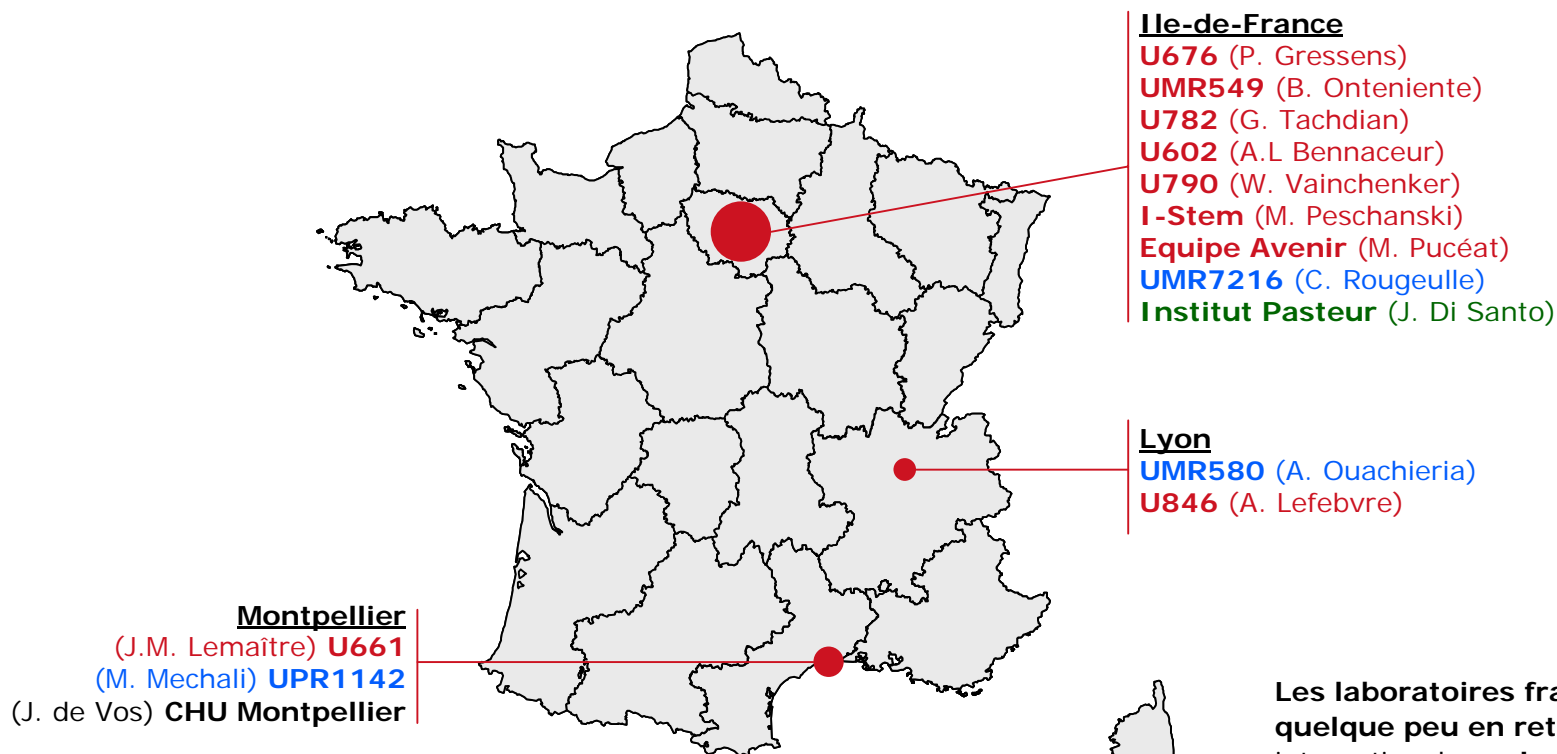 Ile-de-France
U676 (P. Gressens)
UMR549 (B. Onteniente)
U782 (G. Tachdian)
U602 (A.L Bennaceur)
U790 (W. Vainchenker)
I-Stem (M. Peschanski)
Equipe Avenir (M. Pucéat)
UMR7216 (C. Rougeulle)
Institut Pasteur (J. Di Santo)
Lyon
UMR580 (A. Ouachieria)
U846 (A. Lefebvre)
Montpellier
(J.M. Lemaître) U661
(M. Mechali) UPR1142
(J. de Vos) CHU Montpellier
Les laboratoires
quelque peu en